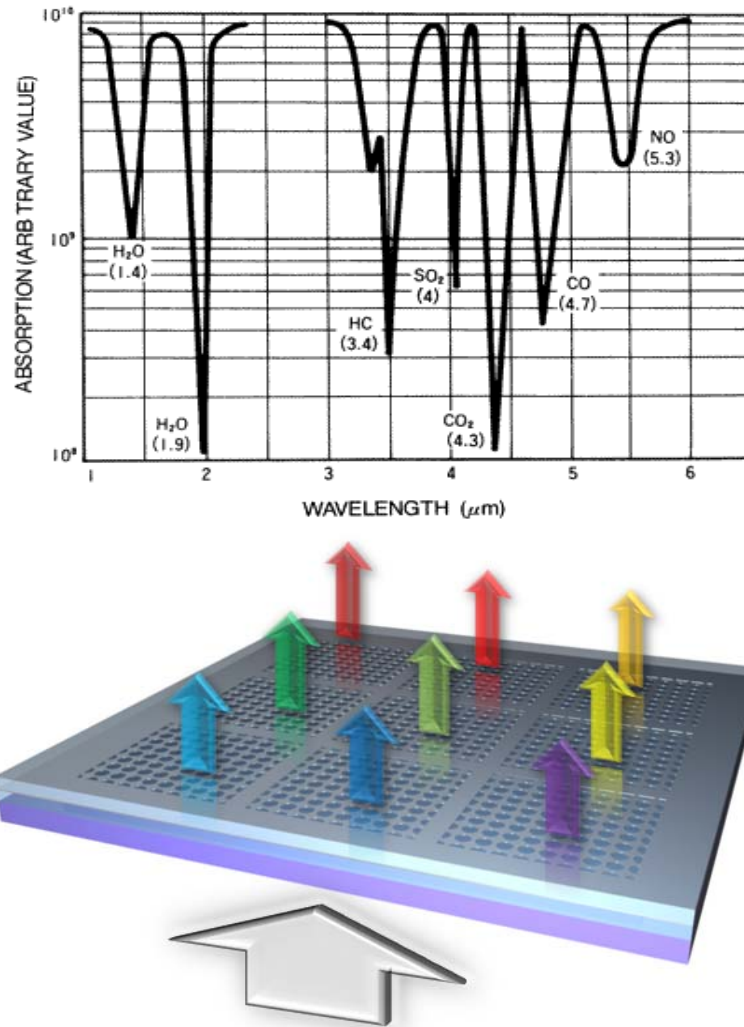 10¹⁰
NO
(5.3)
10⁹
H₂O
(1.4)
SO₂
(4)
CO
(4.7)
HC
(3.4)
H₂O
(1.9)
CO₂
(4.3)
10⁸
1 2 3 4 5 6
WAVELENGTH (μm)
ABSORPTION (ARB TRARY VALUE)